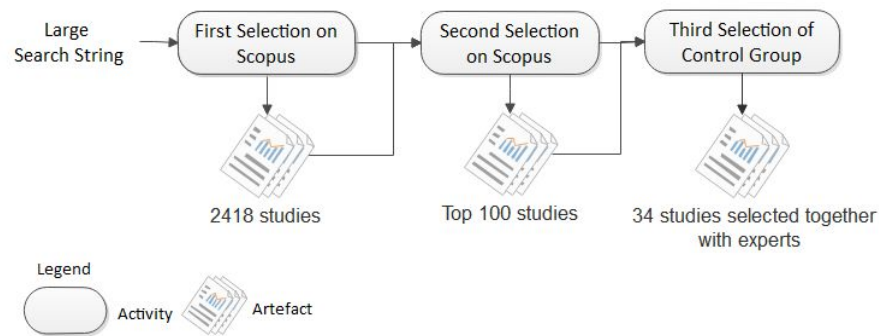 Large
Search String
First Selection on
Scopus
Second Selection
on Scopus
Third Selection of
Control Group
2418 studies
Top 100 studies
34 studies selected together
with experts
Legend
Activity
Artefact